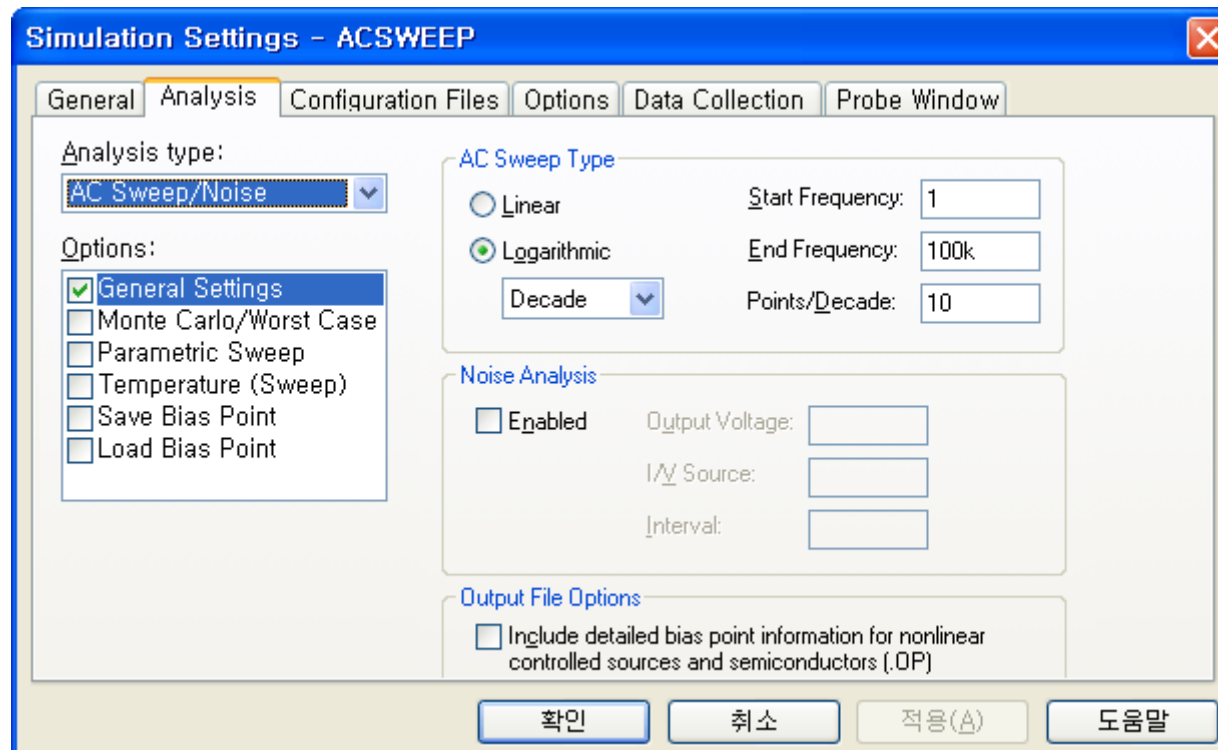 Simulation Settings - ACSWEEP
General Analysis Configuration Files Options Data Collection Probe Window
Analysis type:
AC Sweep/Noise
Options:
General Settings
Monte Carlo/Worst Case
Parametric Sweep
Temperature (Sweep)
Save Bias Point
Load Bias Point
AC Sweep Type
Linear
Logarithmic
Decade
Start Frequency: 1
End Frequency: 100k
Points/Decade: 10
Noise Analysis
Enabled
Output Voltage:
I/V Source:
Interval:
Output File Options
Include detailed bias point information for nonlinear
controlled sources and semiconductors (.OP)
확인 취소 적용(A) 도움말